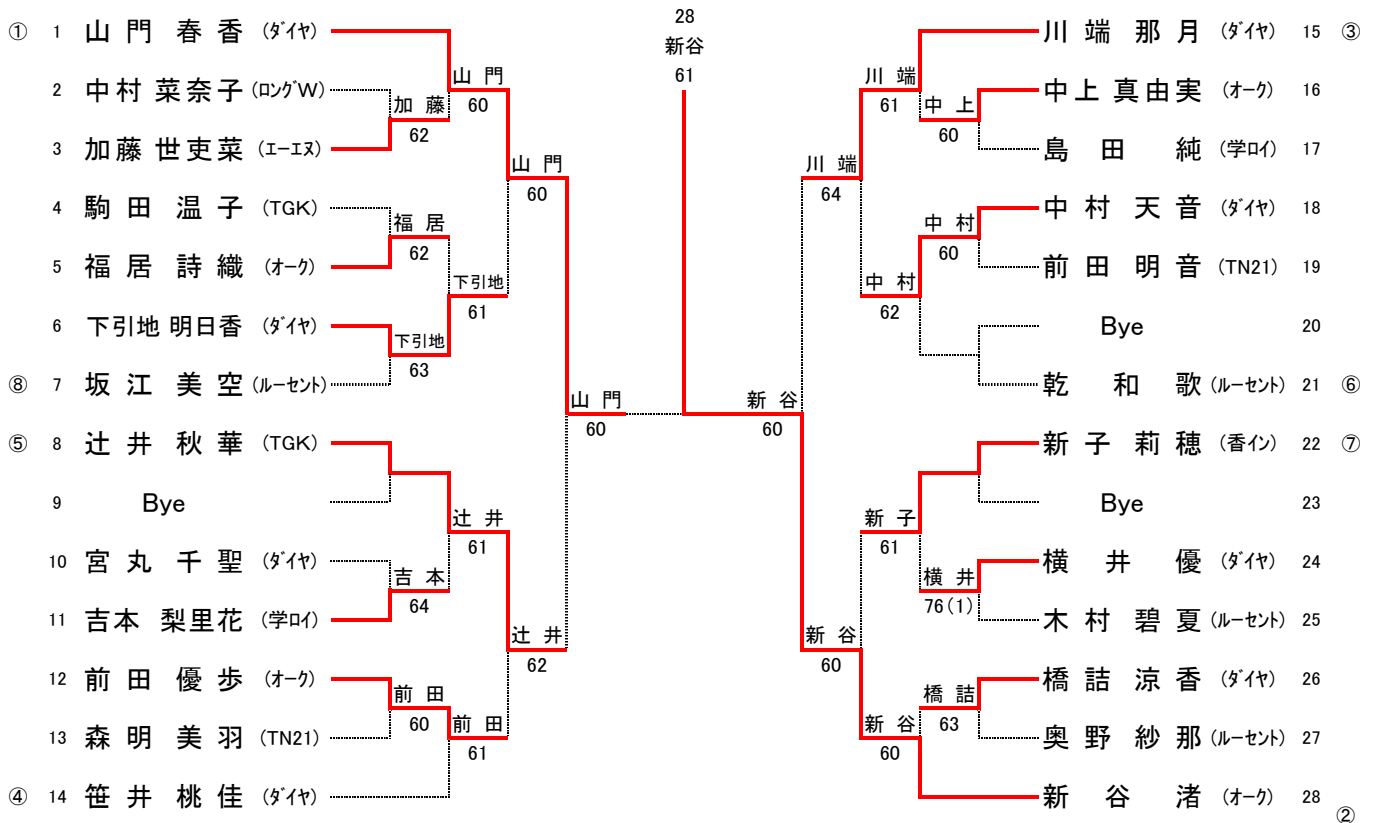 28
新谷
61
① 1 山門 春香 (ダイヤ)
2 中村 菜奈子 (ロングW)
3 加藤 世吏菜 (エーエヌ)
4 駒田 温子 (TGK)
5 福居 詩織 (オーク)
6 下引地 明日香 (ダイヤ)
⑧ 7 坂江 美空 (ルーセント)
⑤ 8 辻井 秋華 (TGK)
9 Bye
10 宮丸 千聖 (ダイヤ)
11 吉本 梨里花 (学ロイ)
12 前田 優歩 (オーク)
13 森明 美羽 (TN21)
④ 14 笹井 桃佳 (ダイヤ)
加藤
62
福居
62
下引地
63
吉本
64
前田
60
山門
60
下引地
61
辻井
61
前田
61
山門
60
辻井
62
山門
60
新谷
60
川端
64
新谷
60
川端
61
中村
62
新子
61
新谷
60
中上
60
中村
60
横井
76(1)
橋詰
63
川端 那月 (ダイヤ) 15 ③
中上 真由実 (オーク) 16
島田 純 (学ロイ) 17
中村 天音 (ダイヤ) 18
前田 明音 (TN21) 19
Bye 20
乾 和歌 (ルーセント) 21 ⑥
新子 莉穂 (香イン) 22 ⑦
Bye 23
横井 優 (ダイヤ) 24
木村 碧夏 (ルーセント) 25
橋詰 涼香 (ダイヤ) 26
奥野 紗那 (ルーセント) 27
新谷 渚 (オーク) 28 ②